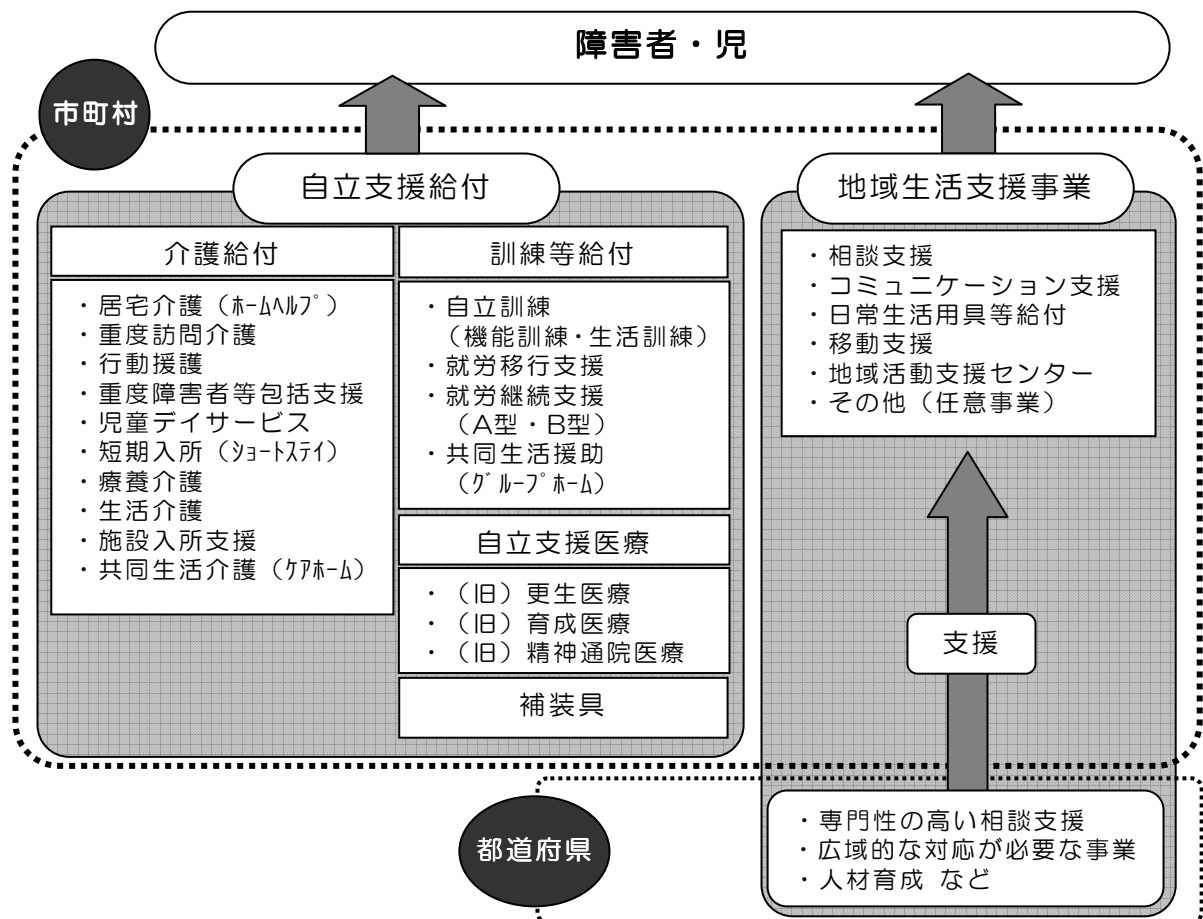 障害者・児
市町村
自立支援給付
介護給付
・居宅介護（ﾎｰﾑﾍﾙﾌﾟ）
・重度訪問介護
・行動援護
・重度障害者等包括支援
・児童デイサービス
・短期入所（ｼｮｰﾄｽﾃｲ）
・療養介護
・生活介護
・施設入所支援
・共同生活介護（ｹｱﾎｰﾑ）
訓練等給付
・自立訓練
（機能訓練・生活訓練）
・就労移行支援
・就労継続支援
（A型・B型）
・共同生活援助
（ｸﾞﾙｰﾌﾟﾎｰﾑ）
自立支援医療
・（旧）更生医療
・（旧）育成医療
・（旧）精神通院医療
補装具
地域生活支援事業
・相談支援
・コミュニケーション支援
・日常生活用具等給付
・移動支援
・地域活動支援センター
・その他（任意事業）
支援
都道府県
・専門性の高い相談支援
・広域的な対応が必要な事業
・人材育成 など